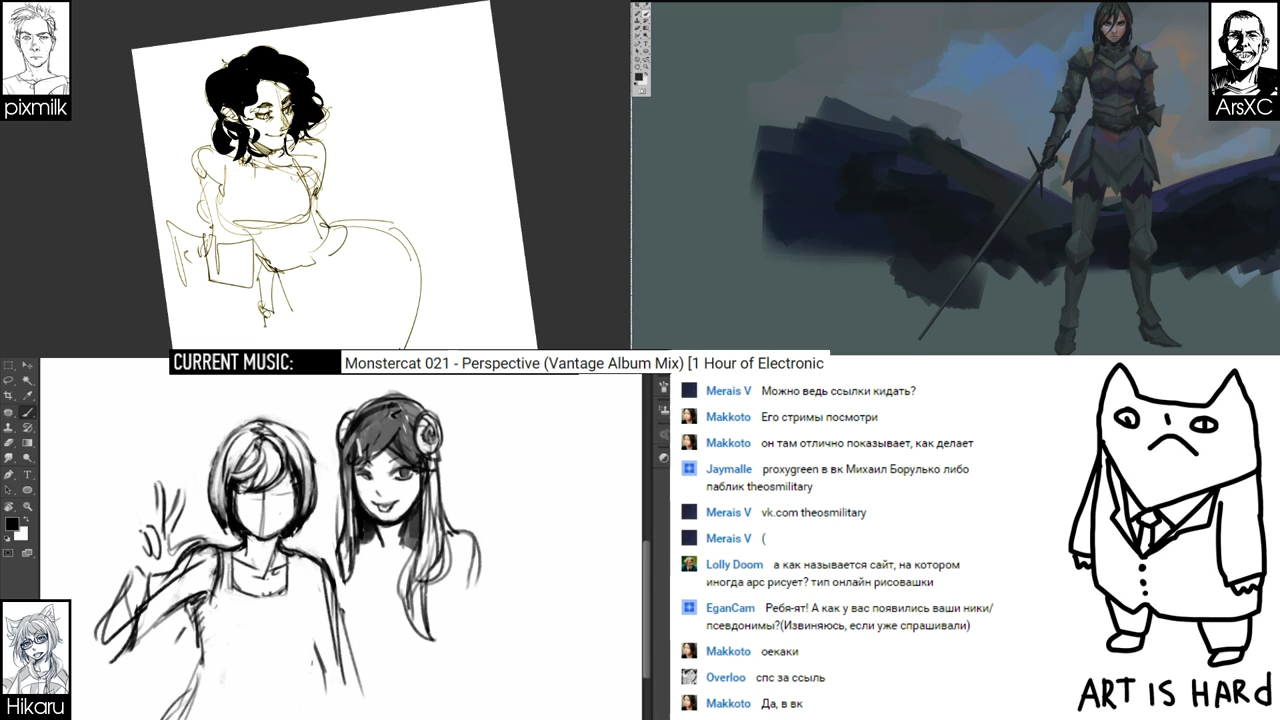 pixmilk
ArsXC
CURRENT MUSIC:
Monstercat 021 - Perspective (Vantage Album Mix) [1 Hour of Electronic
Merais V Можно ведь ссылки кидать?
Makkoto Его стримы посмотри
Makkoto он там отлично показывает, как делает
Jaymalle proxygreen в вк Михаил Борулько либо
паблик theosmilitary
Merais V vk.com theosmilitary
Merais V (
Lolly Doom а как называется сайт, на котором
иногда арс рисует? тип онлайн рисовашки
EganCam Ребя-ят! А как у вас появились ваши ники/
псевдонимы?(Извиняюсь, если уже спрашивали)
Makkoto оекаки
Overloo спс за ссыль
Makkoto Да, в вк
Hikaru
ART IS HARd